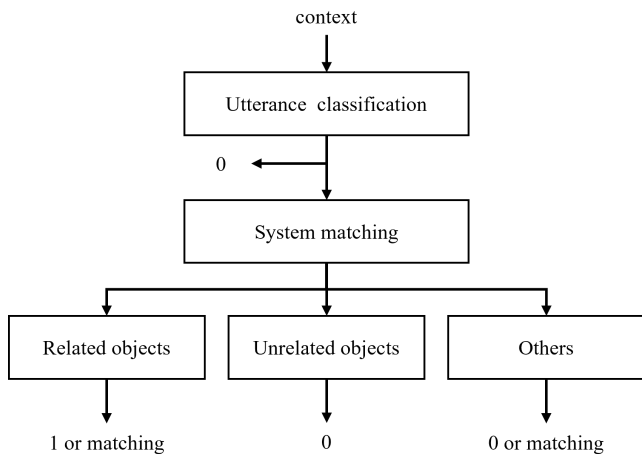 context
Utterance classification
0
System matching
Related objects
Unrelated objects
Others
1 or matching
0
0 or matching